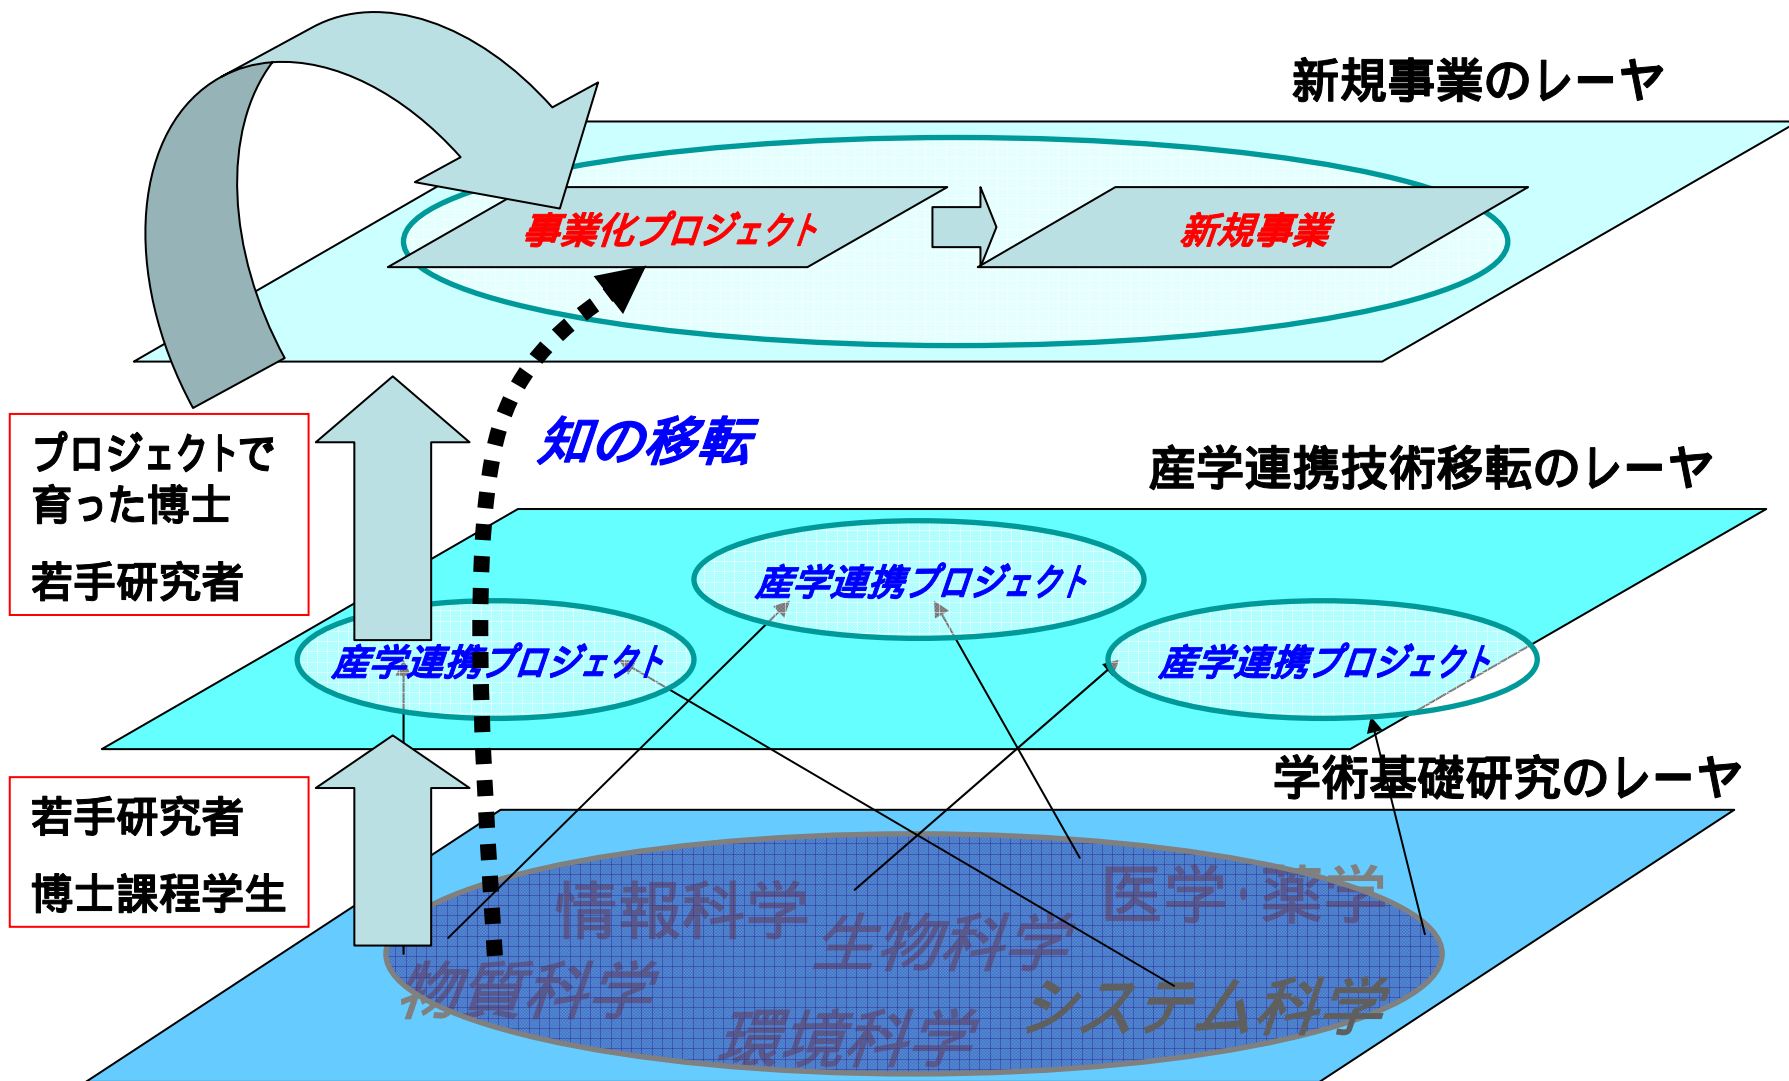 新規事業のレーヤ
事業化プロジェクト
新規事業
知の移転
プロジェクトで
育った博士
若手研究者
産学連携技術移転のレーヤ
産学連携プロジェクト
産学連携プロジェクト
産学連携プロジェクト
学術基礎研究のレーヤ
若手研究者
博士課程学生
情報科学
医学・薬学
生物科学
物質科学
システム科学
環境科学